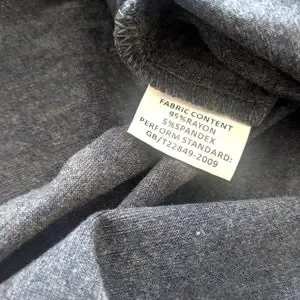 FABRIC CONTENT
95%RAYON
5%SPANDEX
PERFORM STANDARD:
GB/T22849-2009